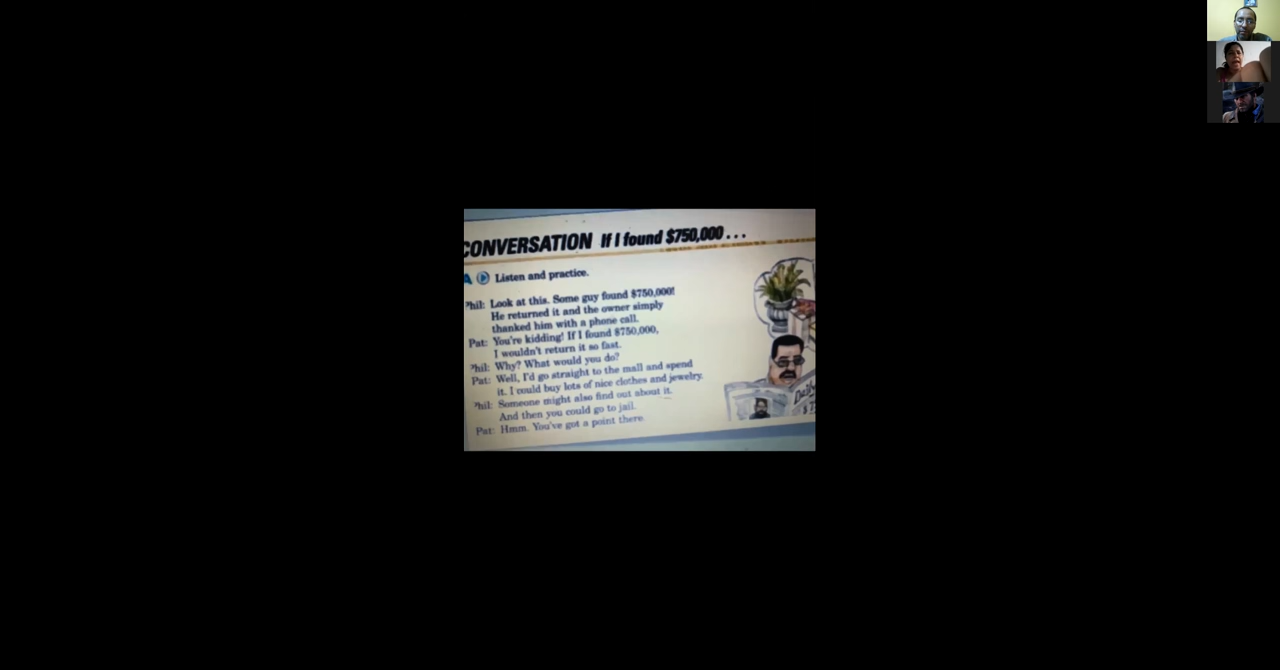 CONVERSATION If I found $750,000 ...
A Listen and practice.
Phil: Look at this. Some guy found $750,000!
He returned it and the owner simply
thanked him with a phone call.
Pat: You're kidding! If I found $750,000,
I wouldn't return it so fast.
Phil: Why? What would you do?
Pat: Well, I'd go straight to the mall and spend
it. I could buy lots of nice clothes and jewelry.
Phil: Someone might also find out about it.
And then you could go to jail.
Pat: Hmm. You've got a point there.
Daily